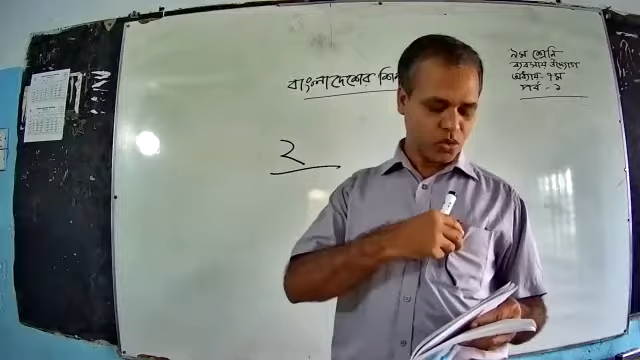 বাংলাদেশের শি
৯ম শ্রেনি
ব্যবসায় উদ্যোগ
অধ্যায় - ৭ম
পর্ব - ১
২